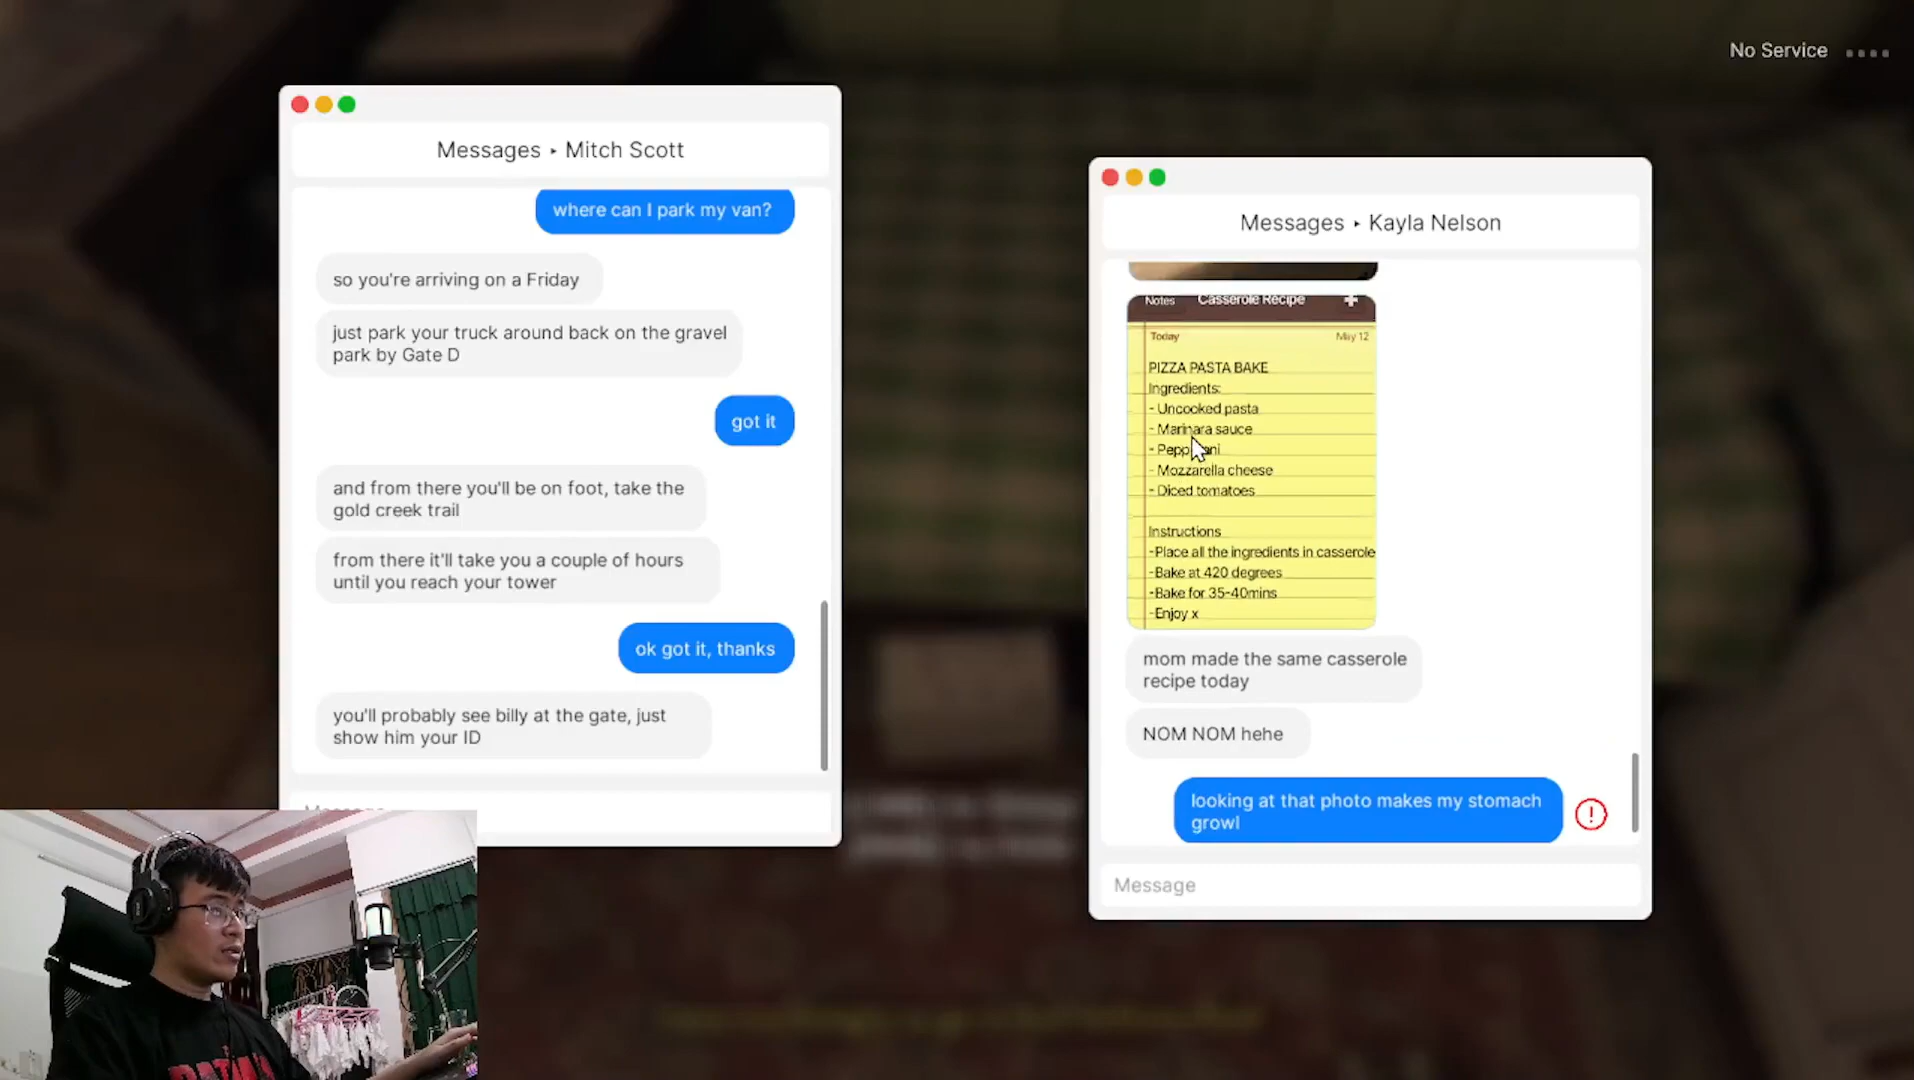 No Service
Messages ▸ Mitch Scott
where can I park my van?
so you're arriving on a Friday
just park your truck around back on the gravel
park by Gate D
got it
and from there you'll be on foot, take the
gold creek trail
from there it'll take you a couple of hours
until you reach your tower
ok got it, thanks
you'll probably see billy at the gate, just
show him your ID
Messages ▸ Kayla Nelson
Notes Casserole Recipe +
Today May 12
PIZZA PASTA BAKE
Ingredients:
- Uncooked pasta
- Marinara sauce
- Mozzarella cheese
- Diced tomatoes
Instructions
-Place all the ingredients in casserole
-Bake at 420 degrees
-Bake for 35-40mins
-Enjoy x
mom made the same casserole
recipe today
NOM NOM hehe
looking at that photo makes my stomach
growl
Message